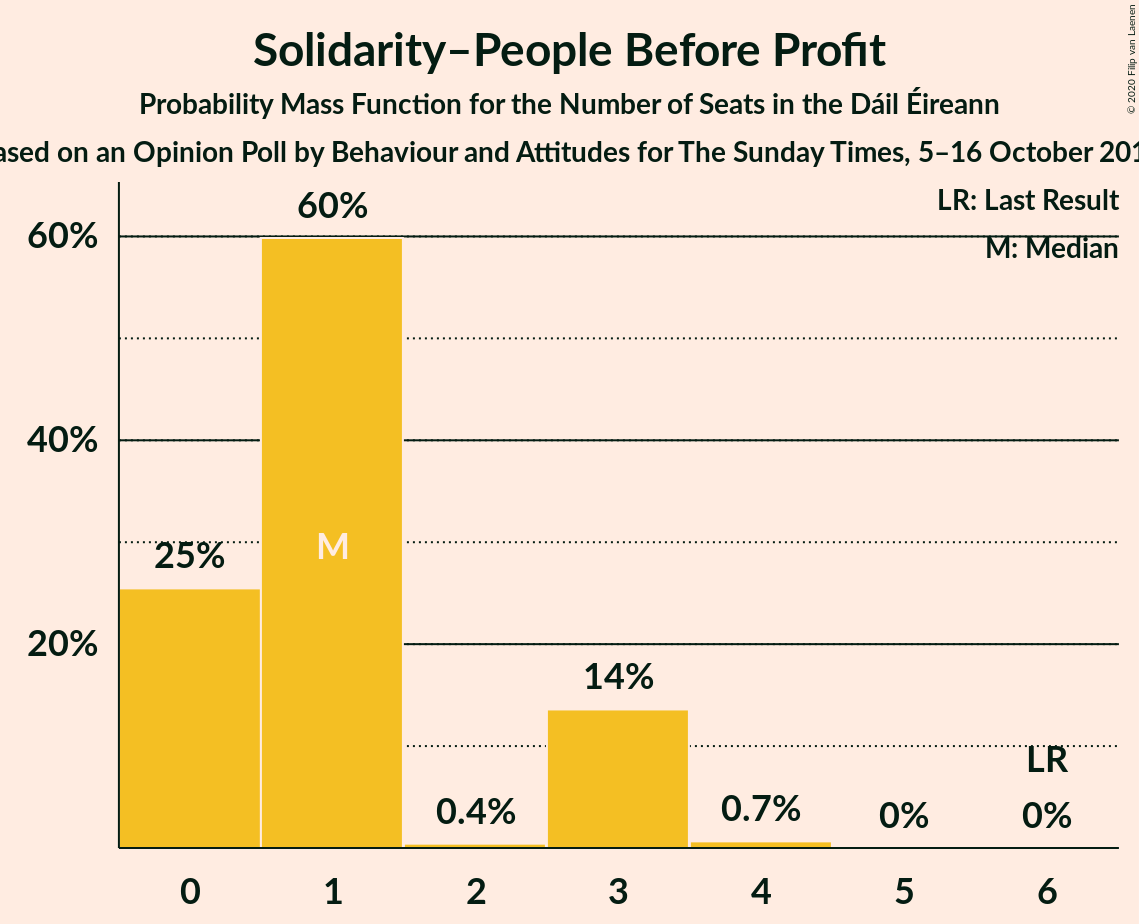 Solidarity–People Before Profit
Probability Mass Function for the Number of Seats in the Dáil Éireann
ased on an Opinion Poll by Behaviour and Attitudes for The Sunday Times, 5–16 October 201
© 2020 Filip van Laenen
LR: Last Result
M: Median
60%
40%
20%
25%
60%
M
0.4%
14%
0.7%
0%
LR
0%
0 1 2 3 4 5 6